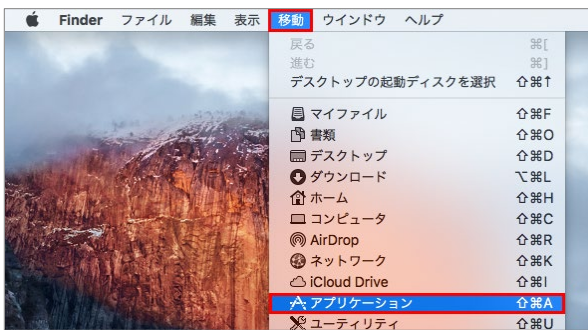 Finder ファイル 編集 表示 移動 ウインドウ ヘルプ
戻る ⌘[
進む ⌘]
デスクトップの起動ディスクを選択 ⇧⌘↑
マイファイル ⇧⌘F
書類 ⇧⌘O
デスクトップ ⇧⌘D
ダウンロード ⌥⌘L
ホーム ⇧⌘H
コンピュータ ⇧⌘C
AirDrop ⇧⌘R
ネットワーク ⇧⌘K
iCloud Drive ⇧⌘I
アプリケーション ⇧⌘A
ユーティリティ ⇧⌘U